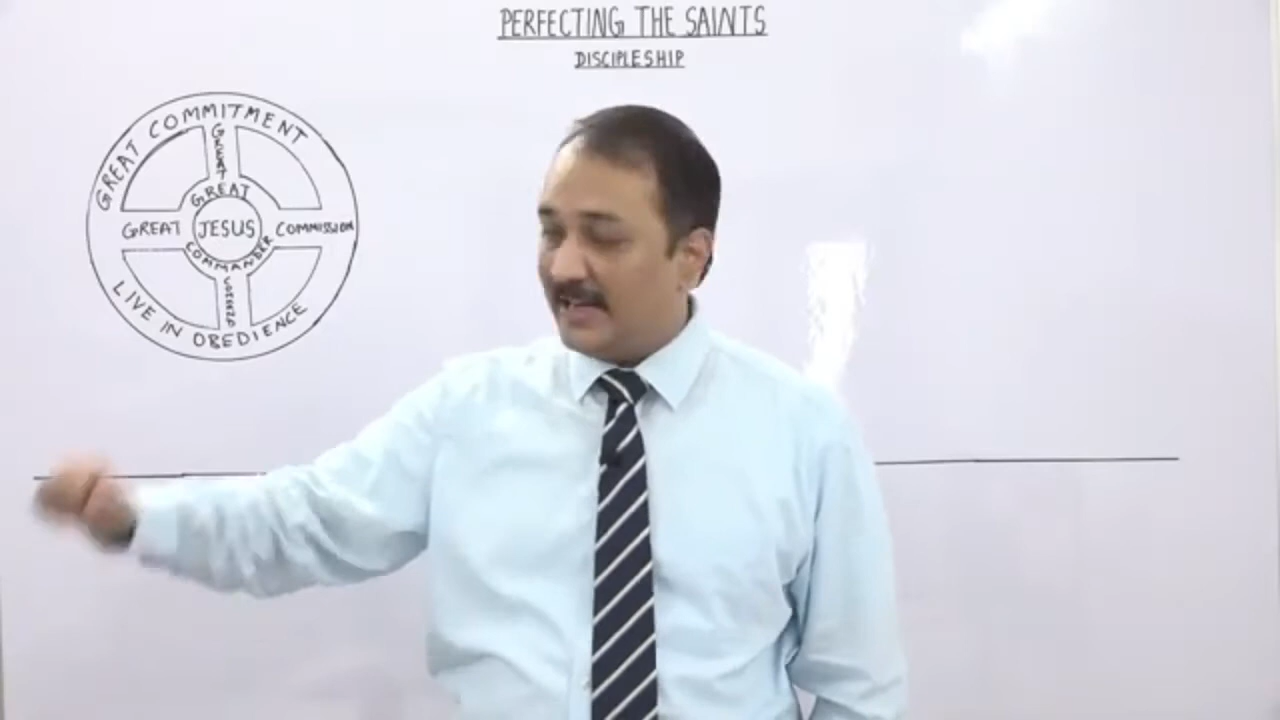 PERFECTING THE SAINTS
DISCIPLESHIP
GREAT COMMITMENT
GREAT
GREAT
GREAT
JESUS
COMMISSION
COMMANDER
LIVE IN OBEDIENCE